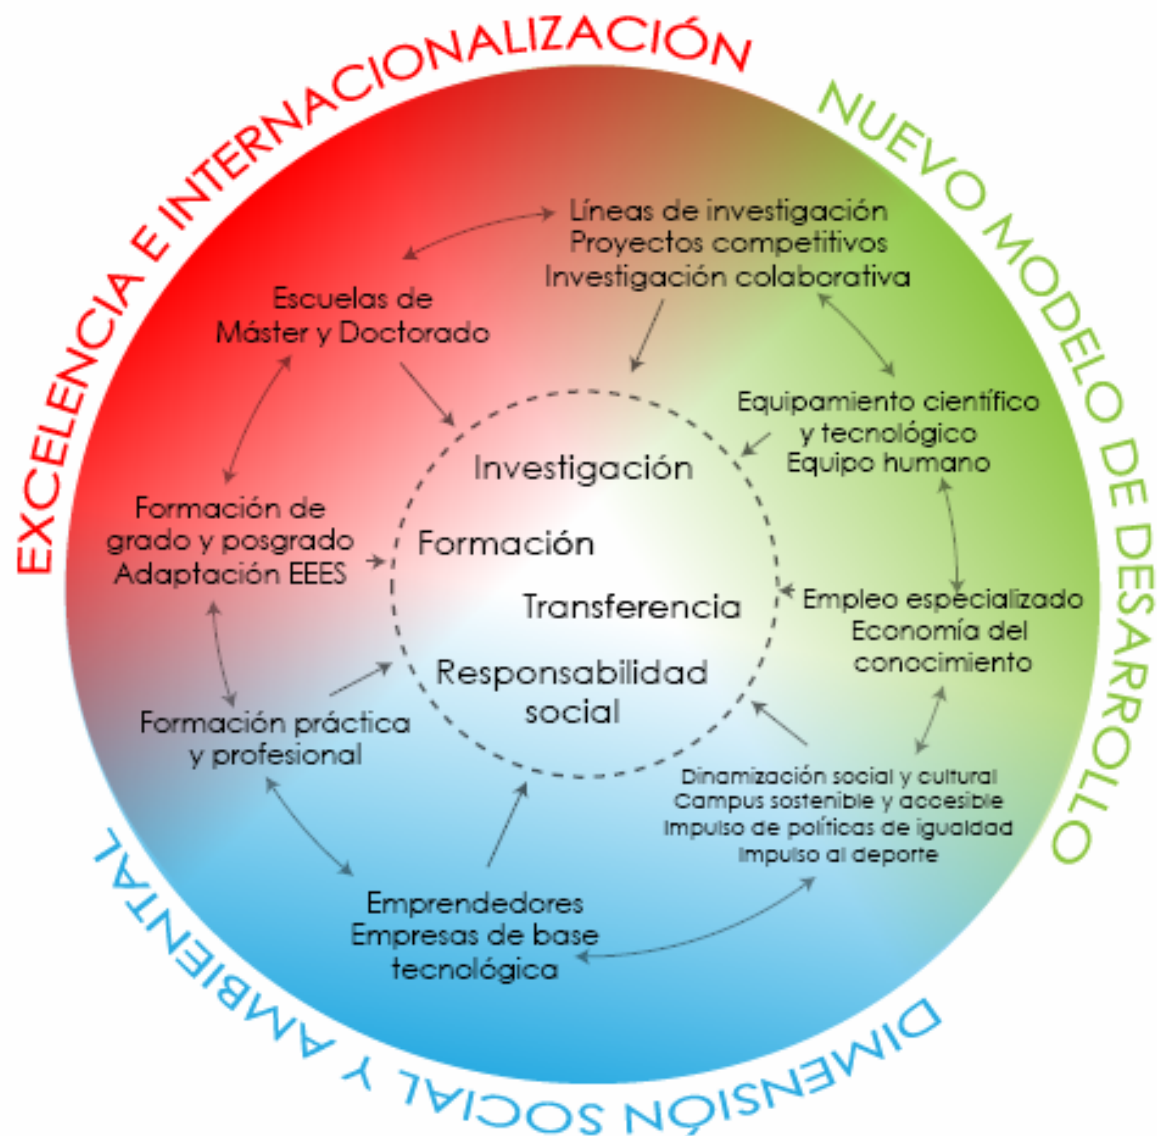 EXCELENCIA E INTERNACIONALIZACIÓN
NUEVO MODELO DE DESARROLLO
Líneas de investigación
Proyectos competitivos
Investigación colaborativa
Escuelas de
Máster y Doctorado
Equipamiento científico
y tecnológico
Equipo humano
Investigación
Formación de
grado y posgrado
Adaptación EEES
Formación
Transferencia
Empleo especializado
Economía del
conocimiento
Responsabilidad
social
Formación práctica
y profesional
Dinamización social y cultural
Campus sostenible y accesible
Impulso de políticas de igualdad
Impulso al deporte
Emprendedores
Empresas de base
tecnológica
DIMENSIÓN SOCIAL Y AMBIENTAL